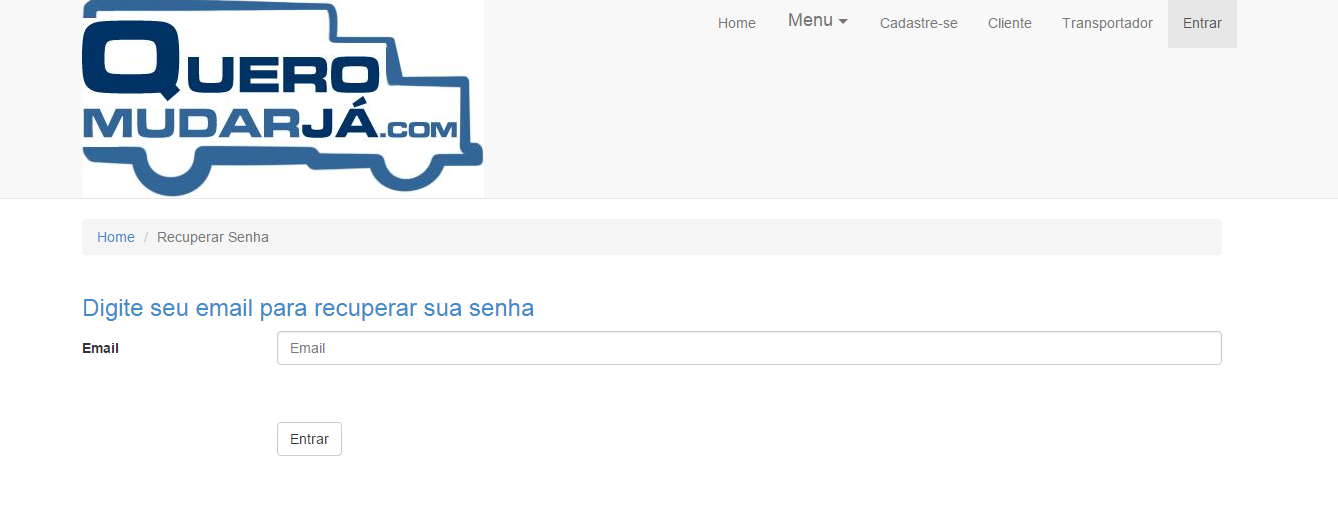 QUERO
MUDARJÁ.COM
Home Menu Cadastre-se Cliente Transportador Entrar
Home / Recuperar Senha
Digite seu email para recuperar sua senha
Email Email
Entrar